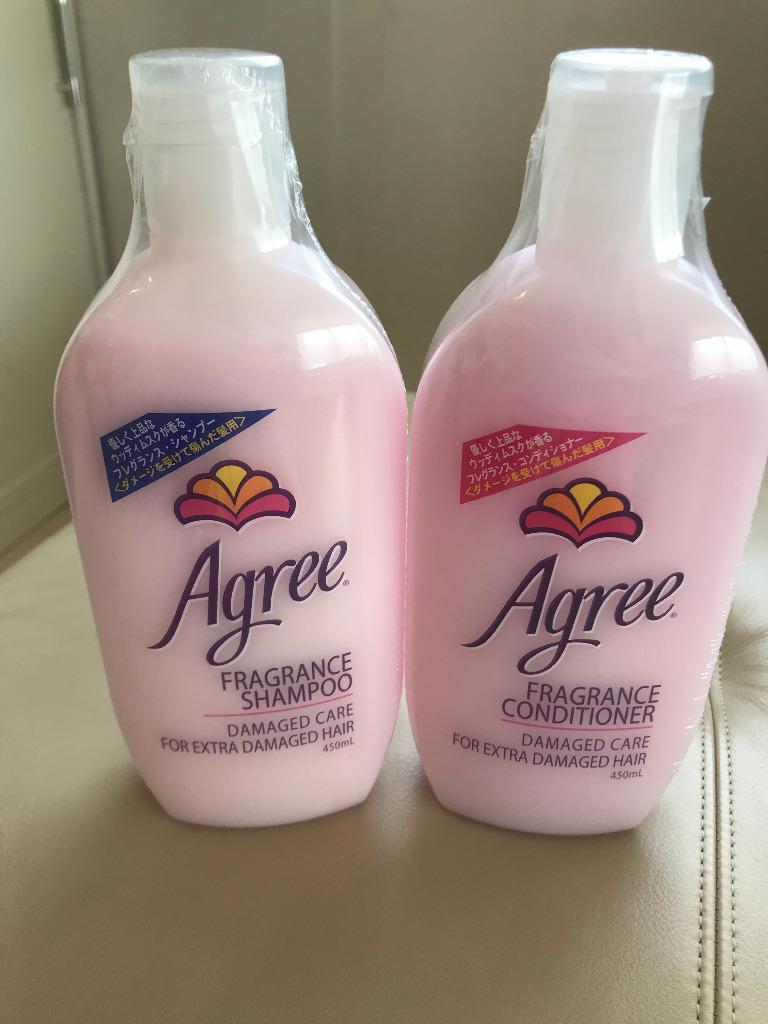 優しく上品な
ウッディムスクが香る
フレグランス・シャンプー
<ダメージを受けて傷んだ髪用>
Agree®
FRAGRANCE
SHAMPOO
DAMAGED CARE
FOR EXTRA DAMAGED HAIR
450mL
優しく上品な
ウッディムスクが香る
フレグランス・コンディショナー
<ダメージを受けて傷んだ髪用>
Agree®
FRAGRANCE
CONDITIONER
DAMAGED CARE
FOR EXTRA DAMAGED HAIR
450mL